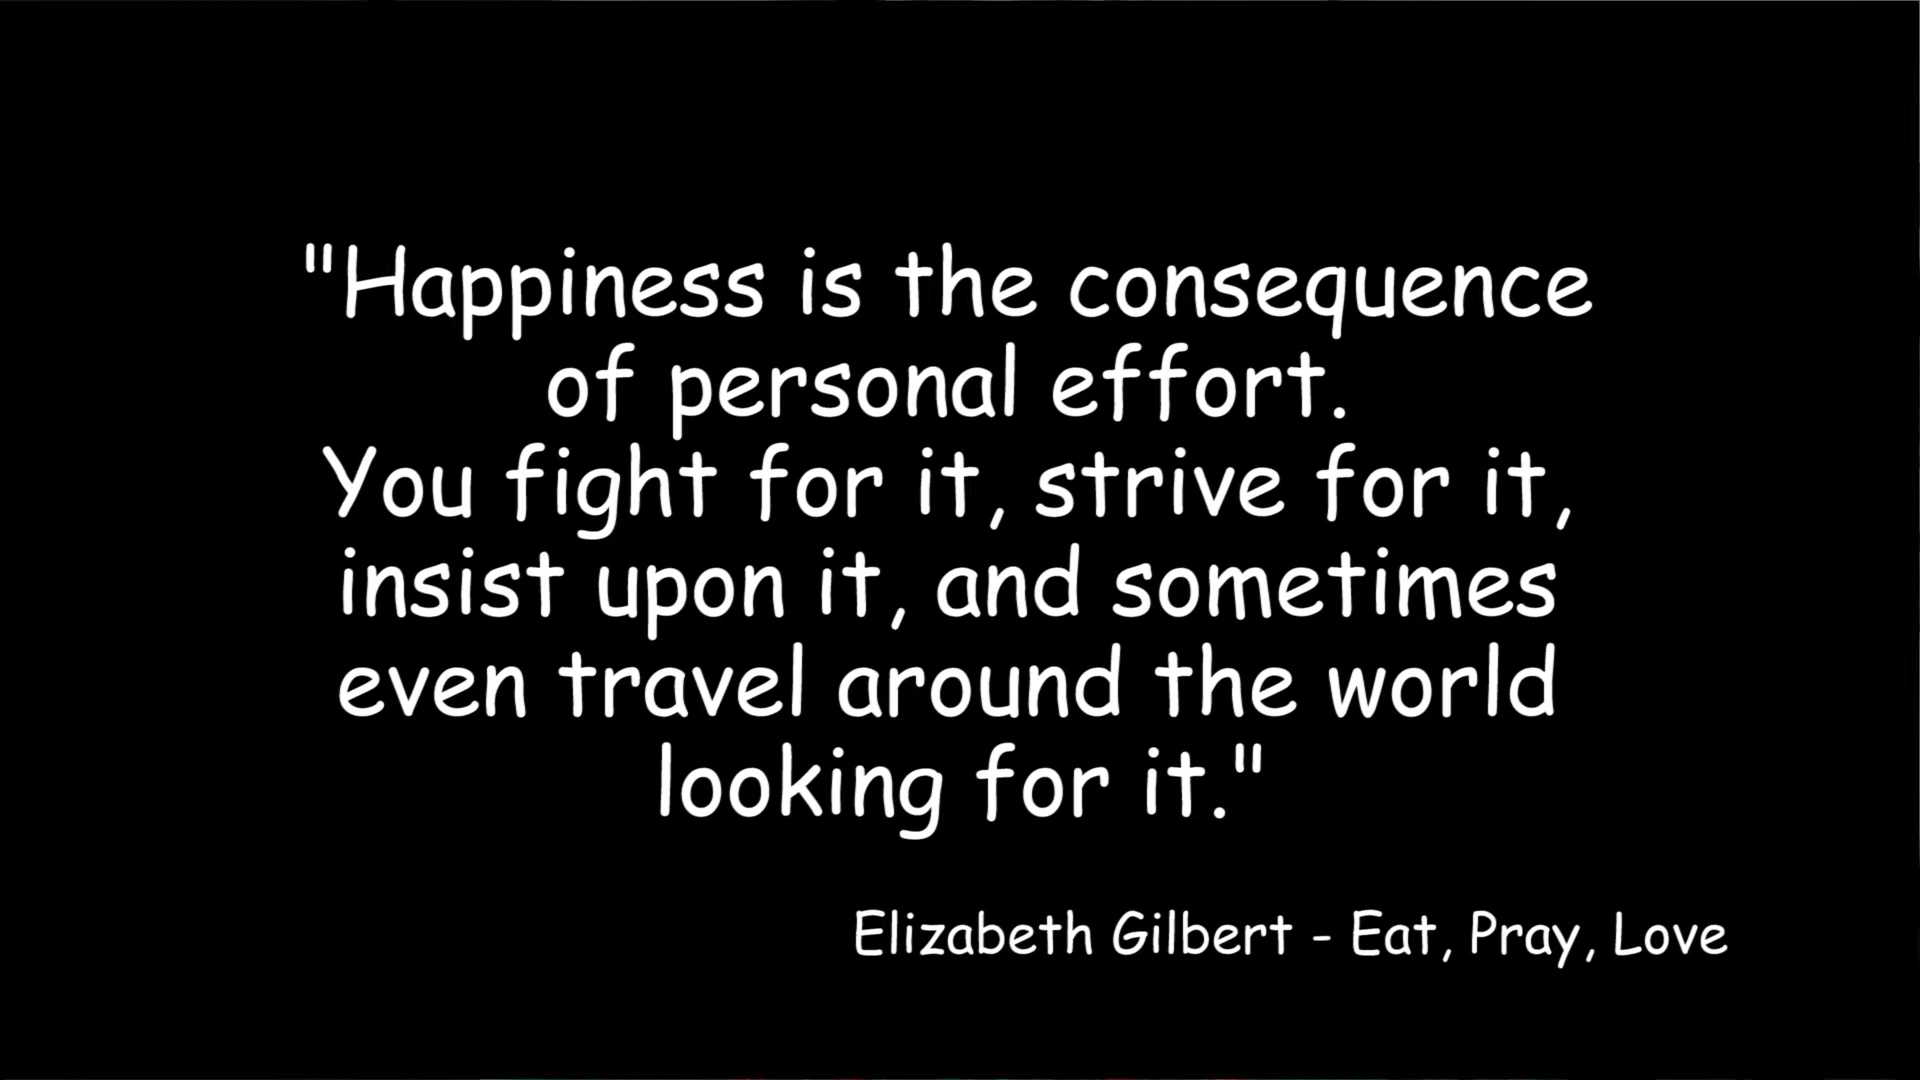 "Happiness is the consequence
of personal effort.
You fight for it, strive for it,
insist upon it, and sometimes
even travel around the world
looking for it."
Elizabeth Gilbert - Eat, Pray, Love